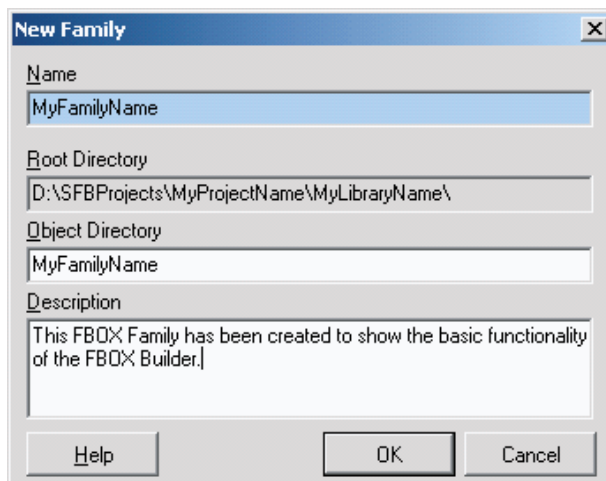 New Family
Name
MyFamilyName
Root Directory
D:\SFBProjects\MyProjectName\MyLibraryName\
Object Directory
MyFamilyName
Description
This FBOX Family has been created to show the basic functionality
of the FBOX Builder.
Help
OK
Cancel